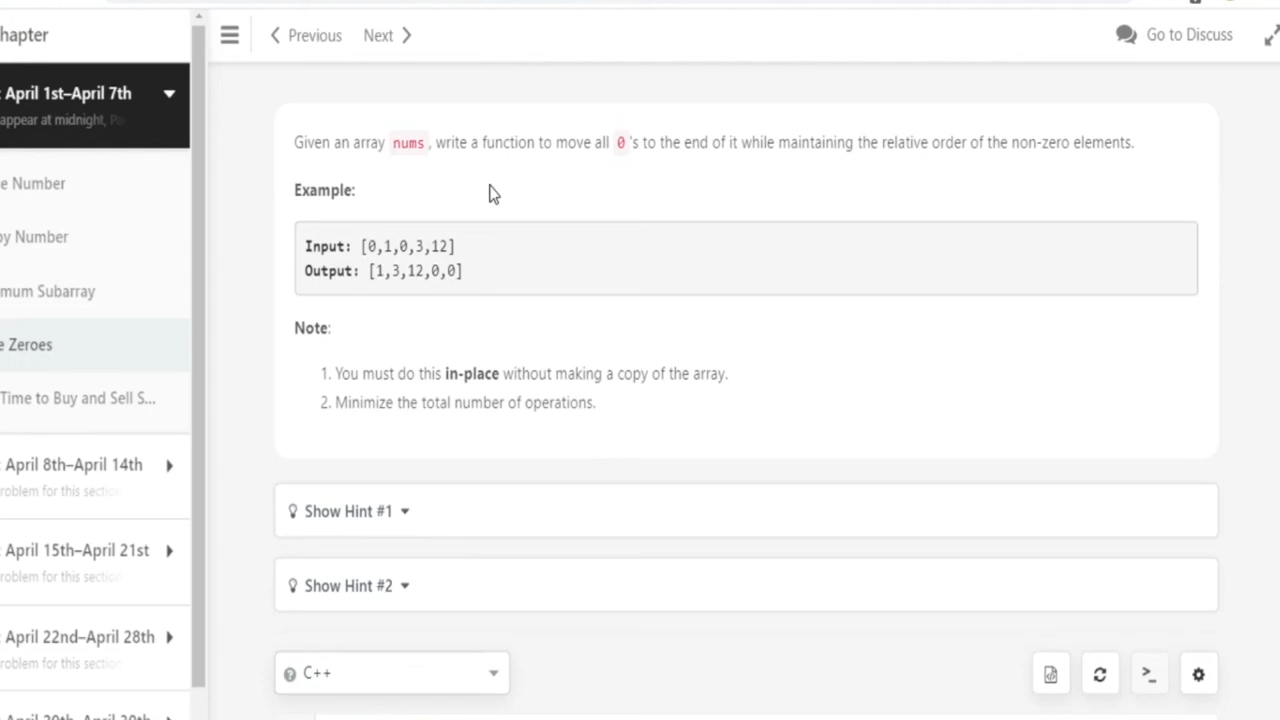 hapter
Previous
Next
Go to Discuss
: April 1st–April 7th
appear at midnight,
e Number
py Number
mum Subarray
e Zeroes
Time to Buy and Sell S...
: April 8th–April 14th
roblem for this section
: April 15th–April 21st
roblem for this section
: April 22nd–April 28th
roblem for this section
Given an array nums, write a function to move all 0's to the end of it while maintaining the relative order of the non-zero elements.
Example:
Input: [0,1,0,3,12]
Output: [1,3,12,0,0]
Note:
1. You must do this in-place without making a copy of the array.
2. Minimize the total number of operations.
Show Hint #1
Show Hint #2
C++